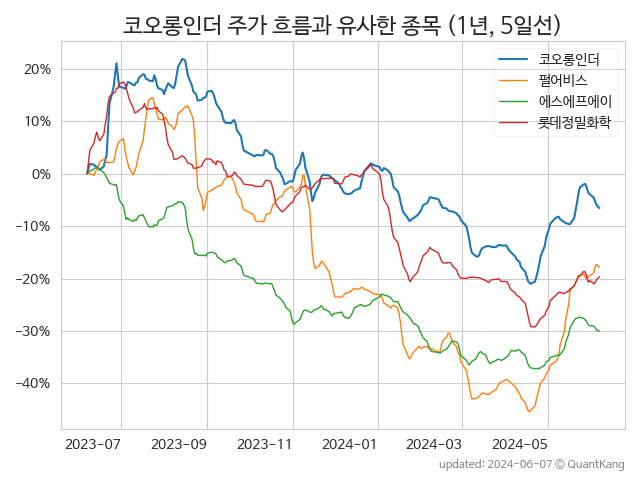 코오롱인더 주가 흐름과 유사한 종목 (1년, 5일선)
코오롱인더
펄어비스
에스에프에이
롯데정밀화학
20%
10%
0%
−10%
−20%
−30%
−40%
2023-07
2023-09
2023-11
2024-01
2024-03
2024-05
updated: 2024-06-07 © QuantKang